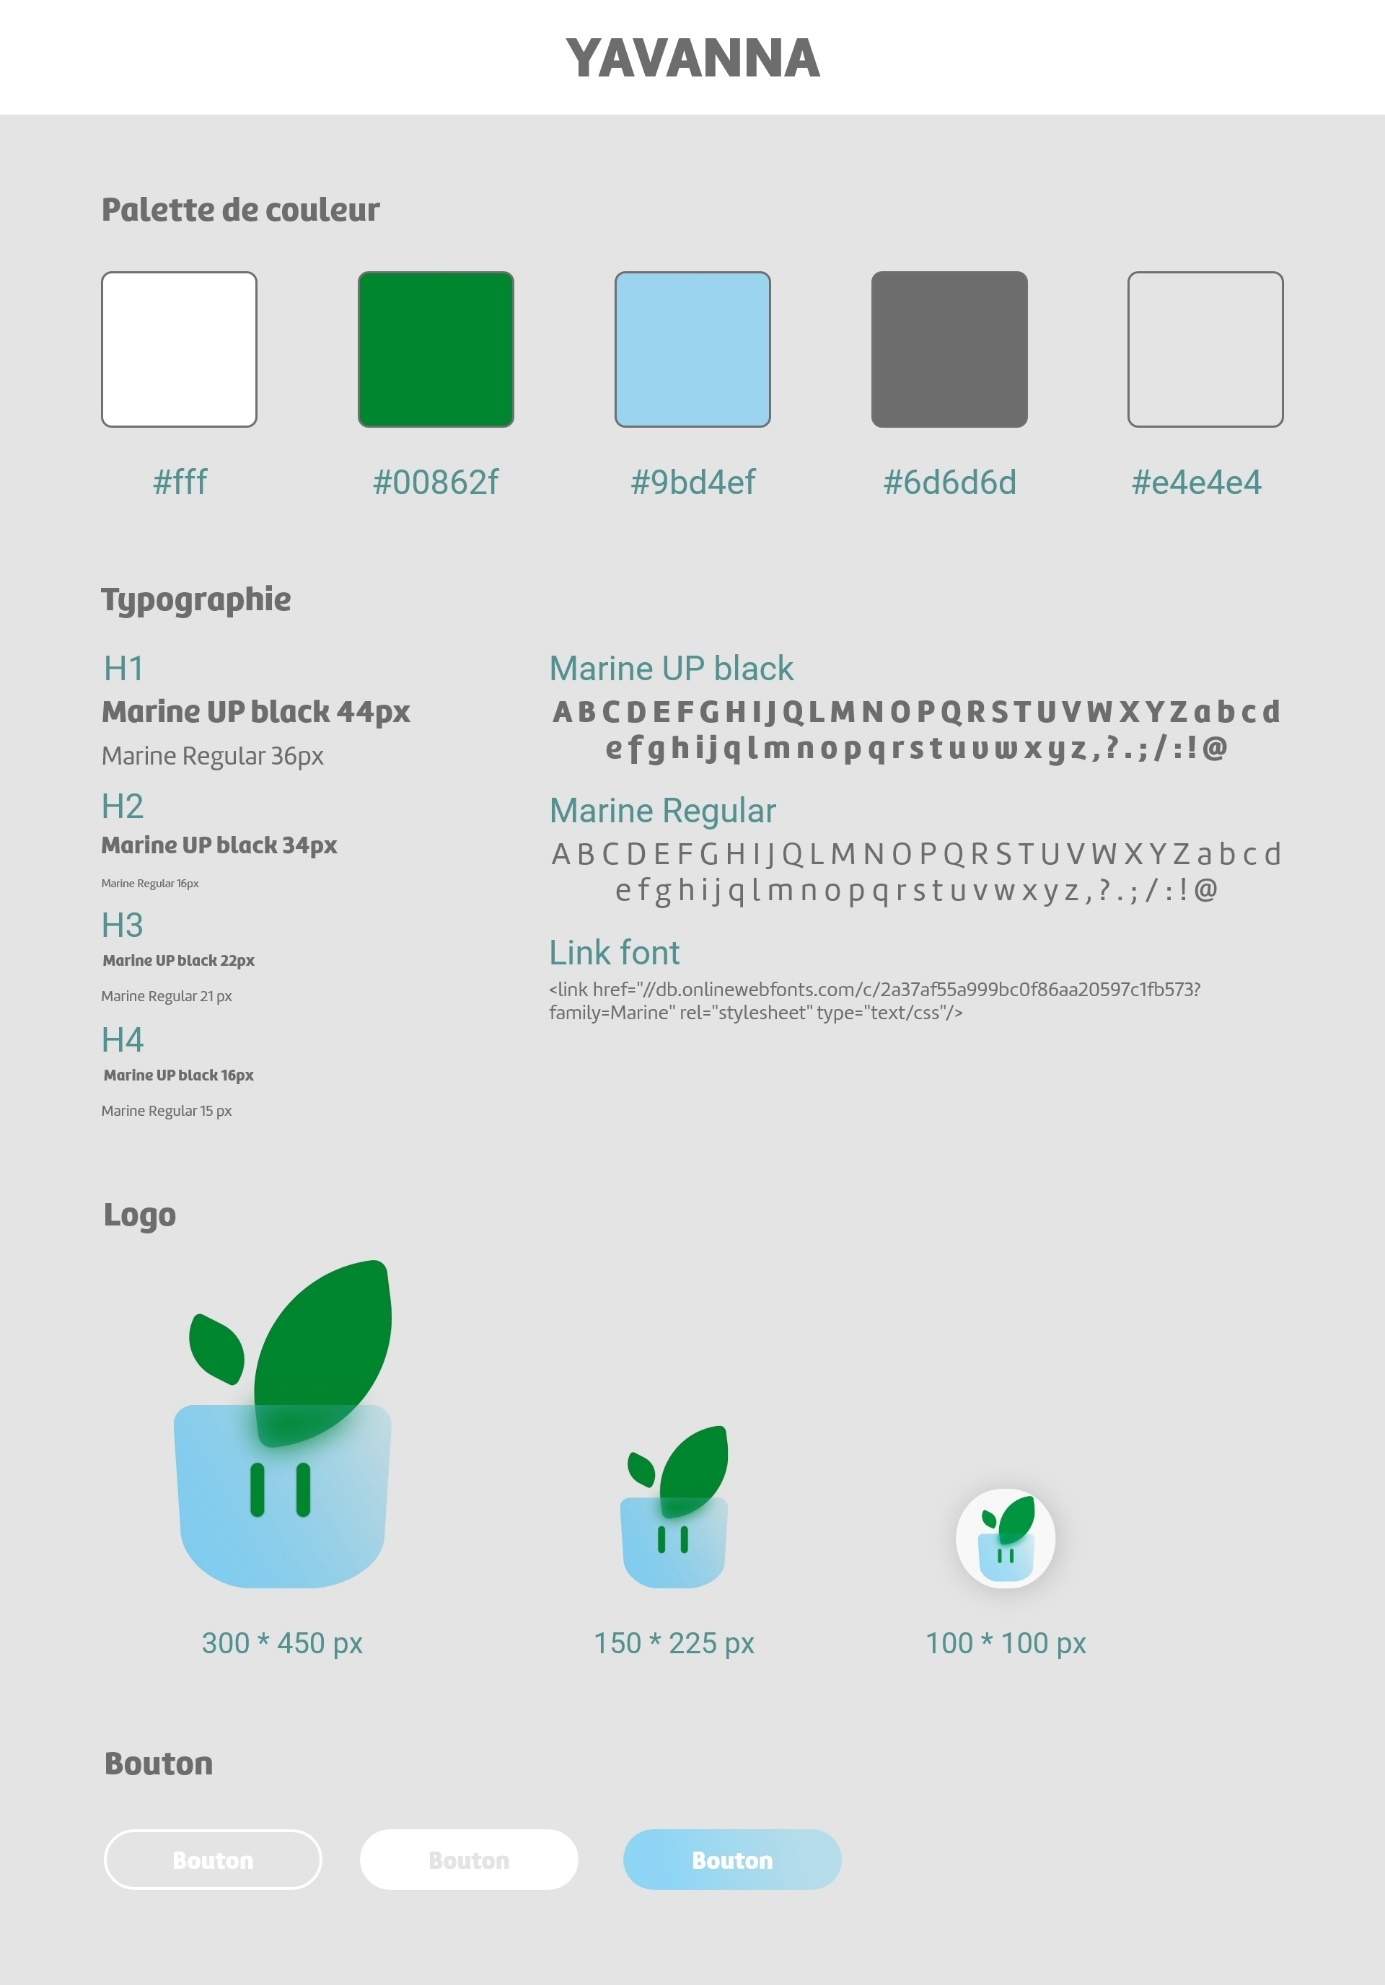 YAVANNA
Palette de couleur
#fff #00862f #9bd4ef #6d6d6d #e4e4e4
Typographie
H1
Marine UP black 44px
Marine Regular 36px
H2
Marine UP black 34px
Marine Regular 16px
H3
Marine UP black 22px
Marine Regular 21 px
H4
Marine UP black 16px
Marine Regular 15 px
Marine UP black
A B C D E F G H I J Q L M N O P Q R S T U V W X Y Z a b c d
e f g h i j q l m n o p q r s t u v w x y z , ? . ; / : ! @
Marine Regular
A B C D E F G H I J Q L M N O P Q R S T U V W X Y Z a b c d
e f g h i j q l m n o p q r s t u v w x y z , ? . ; / : ! @
Link font
<link href="//db.onlinewebfonts.com/c/2a37af55a999bc0f86aa20597c1fb573?
family=Marine" rel="stylesheet" type="text/css"/>
Logo
300 * 450 px 150 * 225 px 100 * 100 px
Bouton
Bouton Bouton Bouton